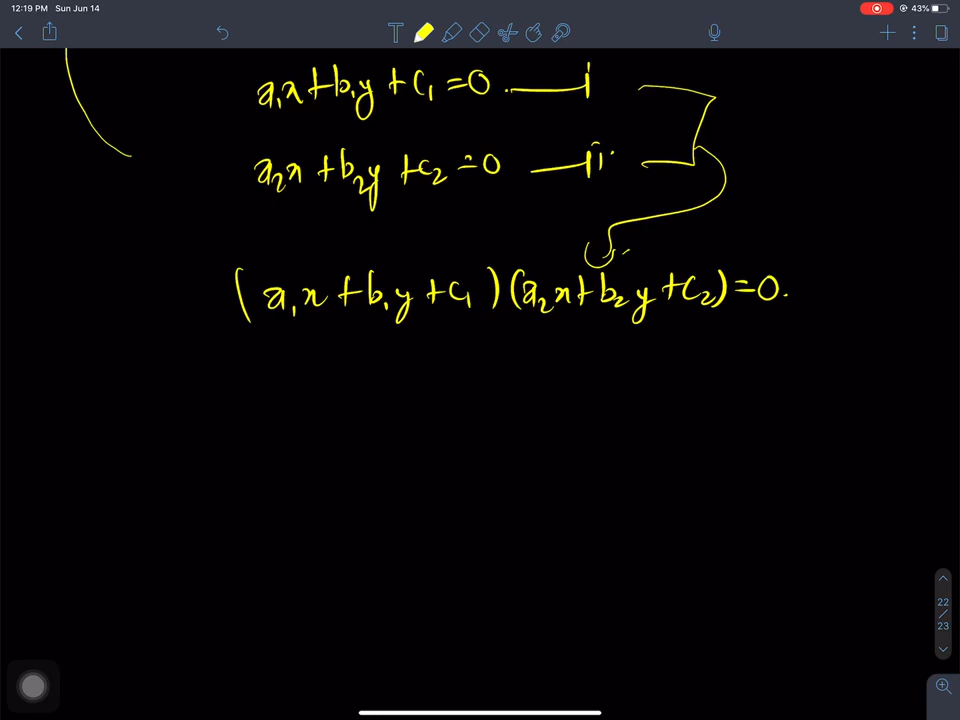 12:19 PM Sun Jun 14 43%
T
a₁x + b₁y + c₁ = 0 — i
a₂x + b₂y + c₂ = 0 — ii
(a₁x + b₁y + c₁)(a₂x + b₂y + c₂) = 0.
22
/
23